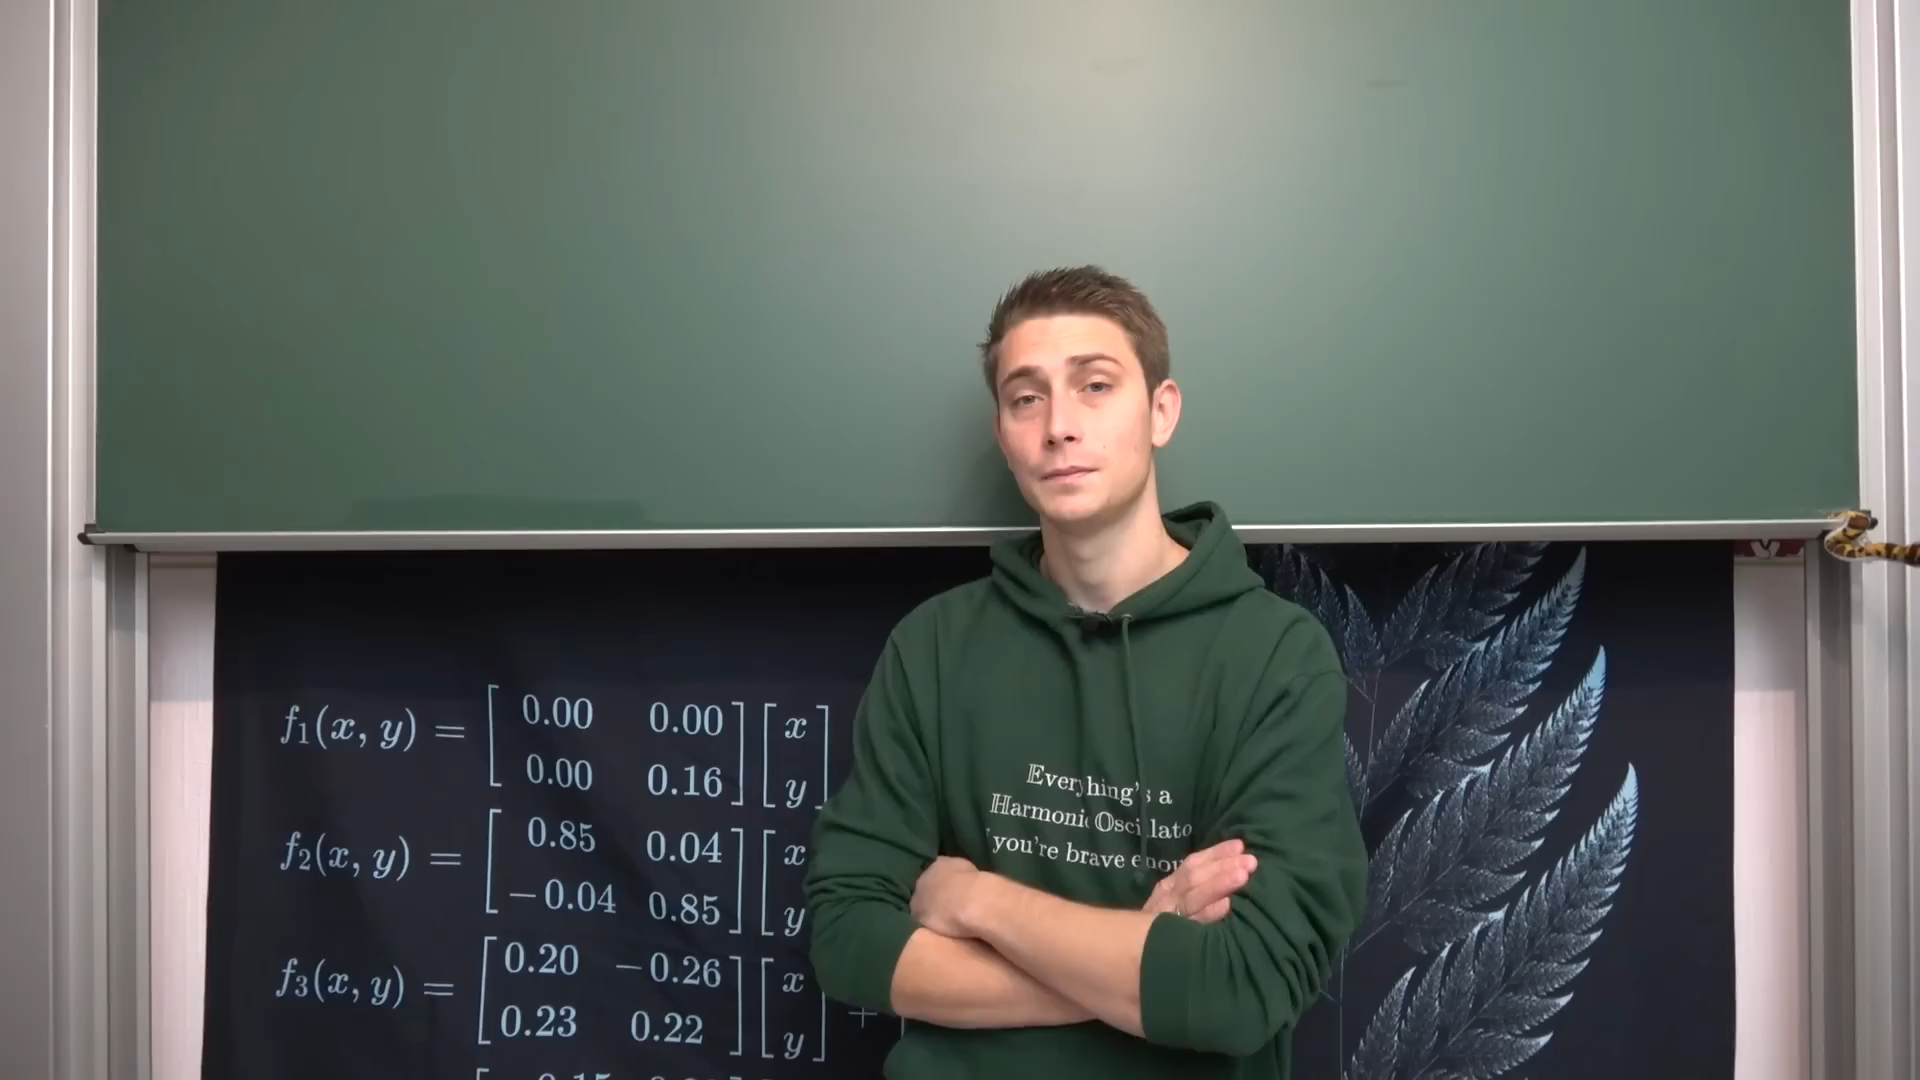 f₁(x, y) = [ 0.00 0.00 ] [ x ]
[ 0.00 0.16 ] [ y ]
f₂(x, y) = [ 0.85 0.04 ] [ x
[ −0.04 0.85 ] [ y
f₃(x, y) = [ 0.20 −0.26 ] [ x ]
[ 0.23 0.22 ] [ y ] + [
Everything's a
Harmonic Oscillato
you're brave enou